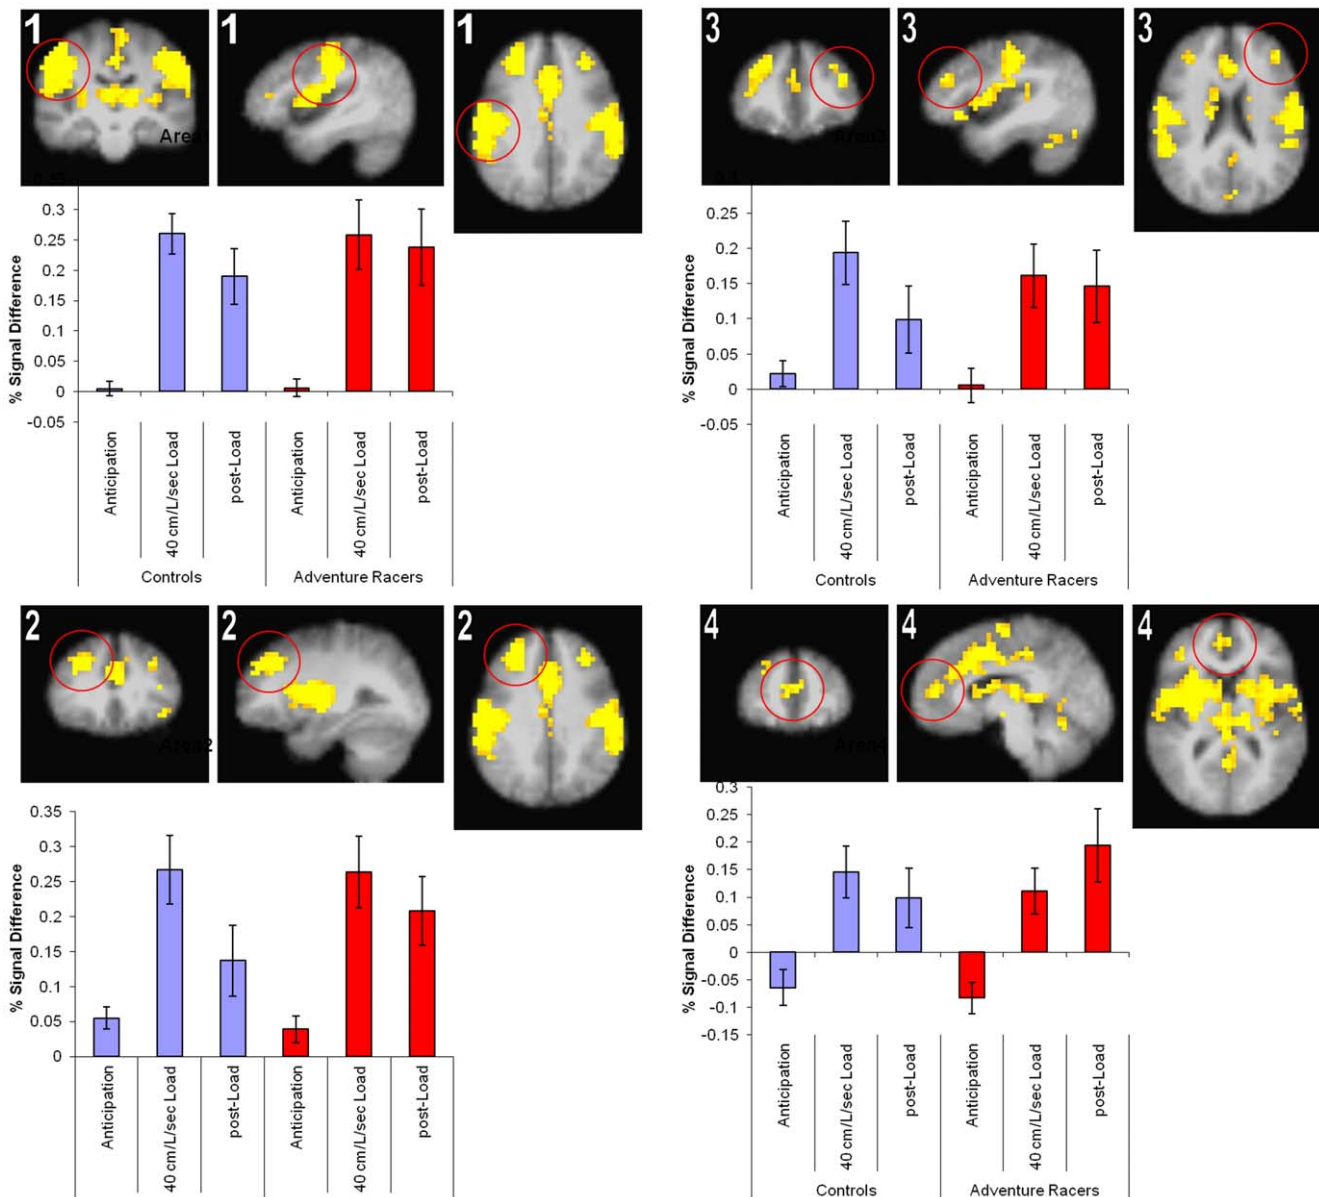 1 1 1
Area
0.3
0.25
0.2
0.15
0.1
0.05
0
-0.05
% Signal Difference
Anticipation
40 cm/L/sec Load
post-Load
Anticipation
40 cm/L/sec Load
post-Load
Controls Adventure Racers
3 3 3
0.25
0.2
0.15
0.1
0.05
0
-0.05
% Signal Difference
Anticipation
40 cm/L/sec Load
post-Load
Anticipation
40 cm/L/sec Load
post-Load
Controls Adventure Racers
2 2 2
Area2
0.35
0.3
0.25
0.2
0.15
0.1
0.05
0
% Signal Difference
Anticipation
40 cm/L/sec Load
post-Load
Anticipation
40 cm/L/sec Load
post-Load
4 4 4
Area4
0.3
0.25
0.2
0.15
0.1
0.05
0
-0.05
-0.1
-0.15
% Signal Difference
Anticipation
40 cm/L/sec Load
post-Load
Anticipation
40 cm/L/sec Load
post-Load
Controls Adventure Racers